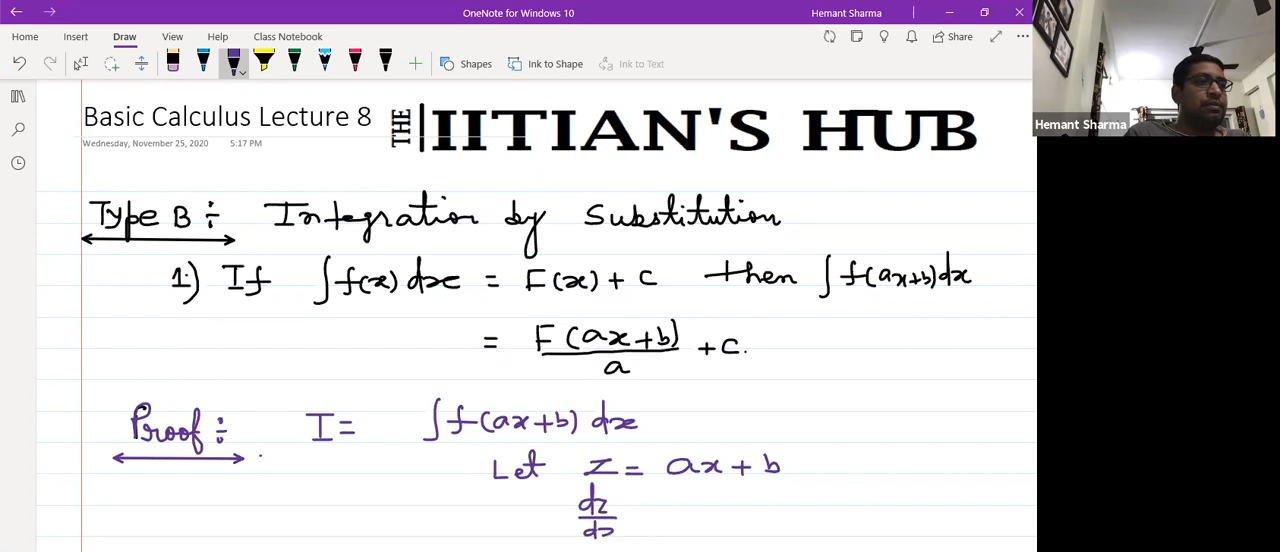 OneNote for Windows 10
Hemant Sharma
Home Insert Draw View Help Class Notebook
Share
Shapes Ink to Shape Ink to Text
Basic Calculus Lecture 8
THE IITIAN'S HUB
Wednesday, November 25, 2020 5:17 PM
Hemant Sharma
Type B :- Integration by Substitution
1.) If ∫f(x) dx = F(x) + c then ∫f(ax+b)dx
= F(ax+b)/a + c.
Proof :- I = ∫f(ax+b) dx
Let z = ax + b
dz/dx